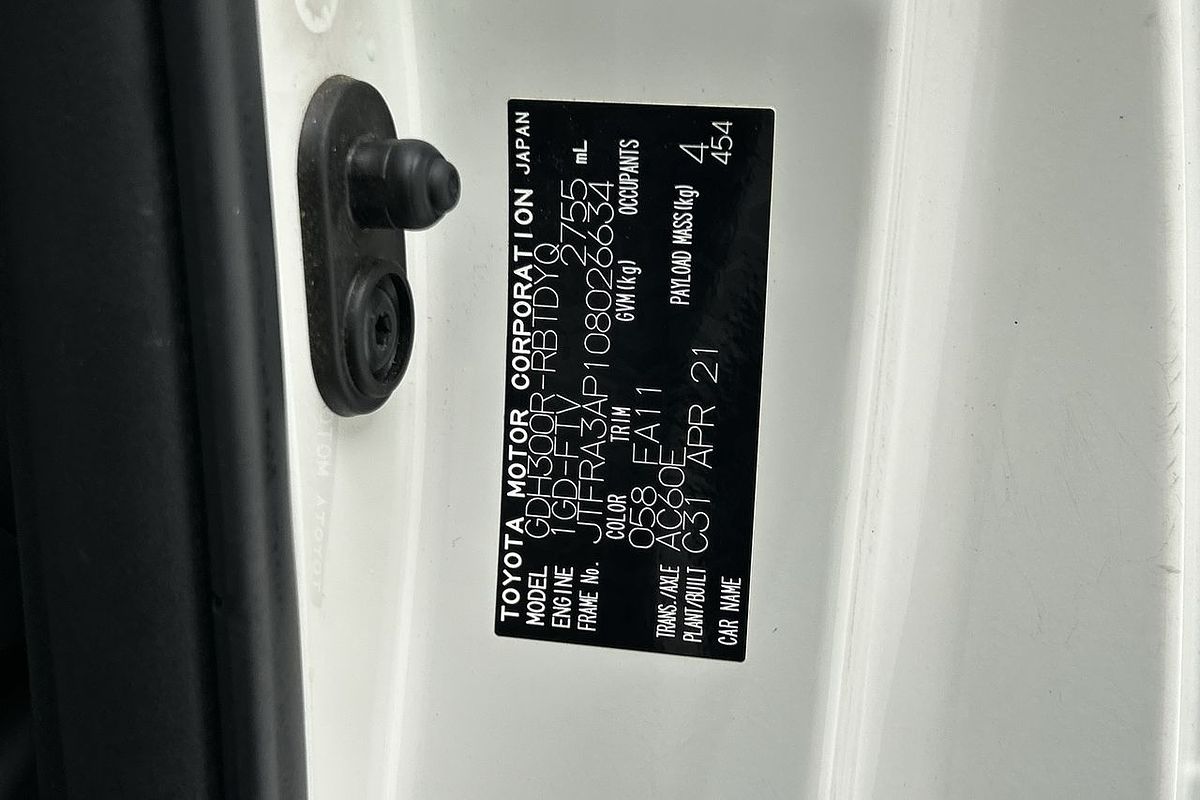 TOYOTA MOTOR CORPORATION JAPAN
MODEL GDH300R-RBTDYQ
ENGINE 1GD-FTV 2755 mL
FRAME No. JTFRA3AP108026634
COLOR TRIM GVM(kg) OCCUPANTS
058 FA11
TRANS./AXLE AC60E PAYLOAD MASS(kg) 4
PLANT/BUILT C31 APR 21 454
CAR NAME